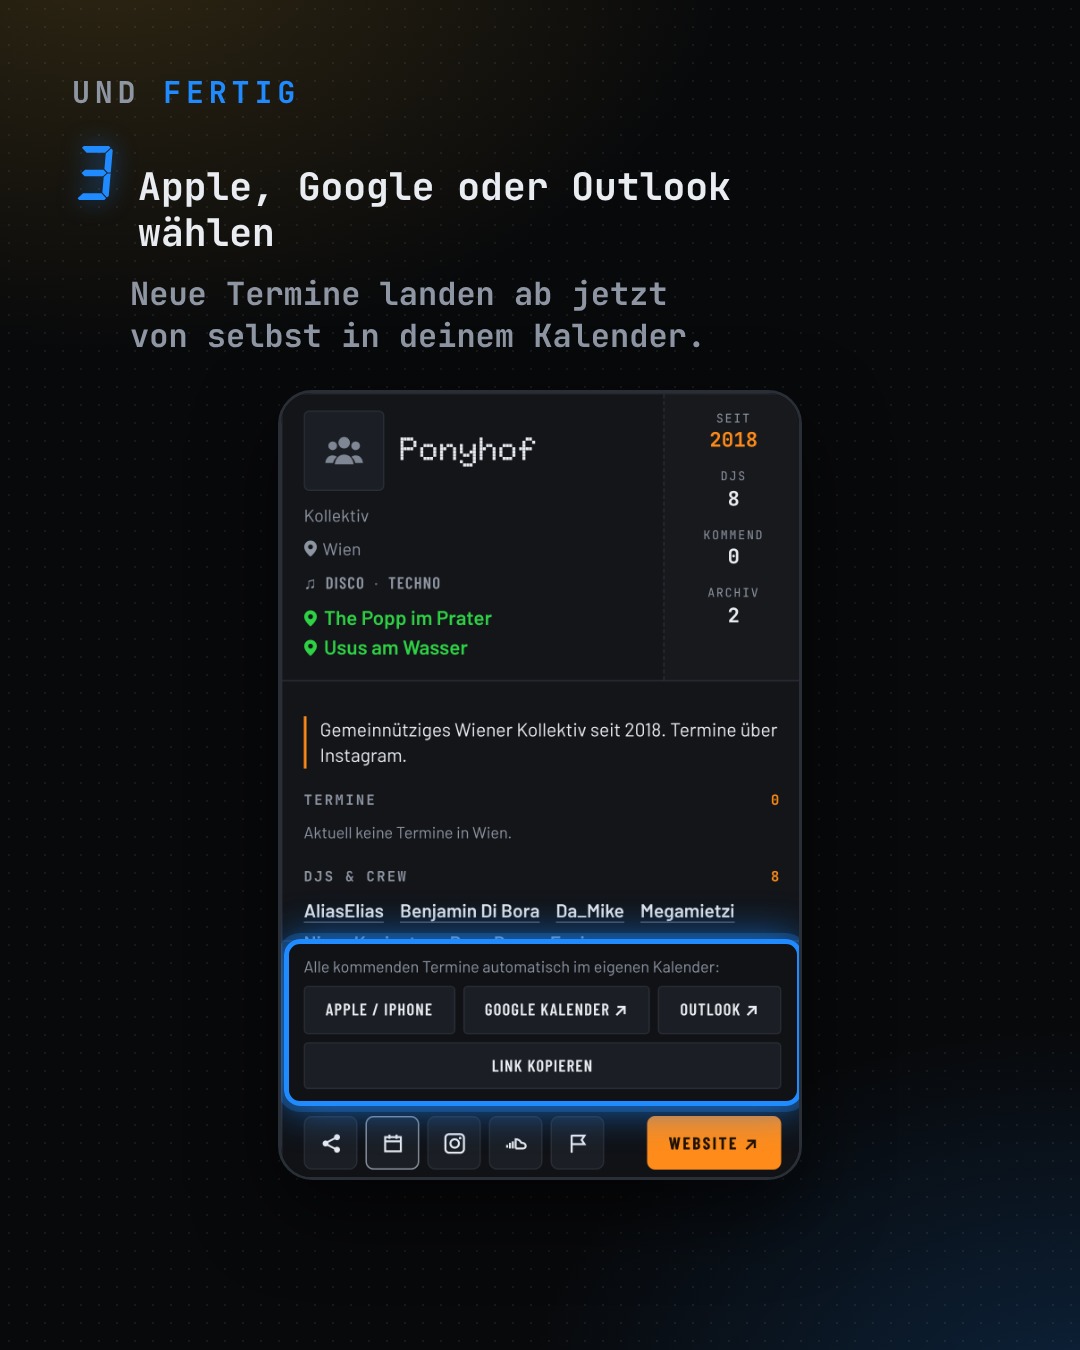 UND FERTIG
3
Apple, Google oder Outlook
wählen
Neue Termine landen ab jetzt
von selbst in deinem Kalender.
Ponyhof
Kollektiv
Wien
DISCO · TECHNO
The Popp im Prater
Usus am Wasser
SEIT
2018
DJS
8
KOMMEND
0
ARCHIV
2
Gemeinnütziges Wiener Kollektiv seit 2018. Termine über
Instagram.
TERMINE 0
Aktuell keine Termine in Wien.
DJS & CREW 8
AliasElias Benjamin Di Bora Da_Mike Megamietzi
Alle kommenden Termine automatisch im eigenen Kalender:
APPLE / IPHONE GOOGLE KALENDER ↗ OUTLOOK ↗
LINK KOPIEREN
WEBSITE ↗